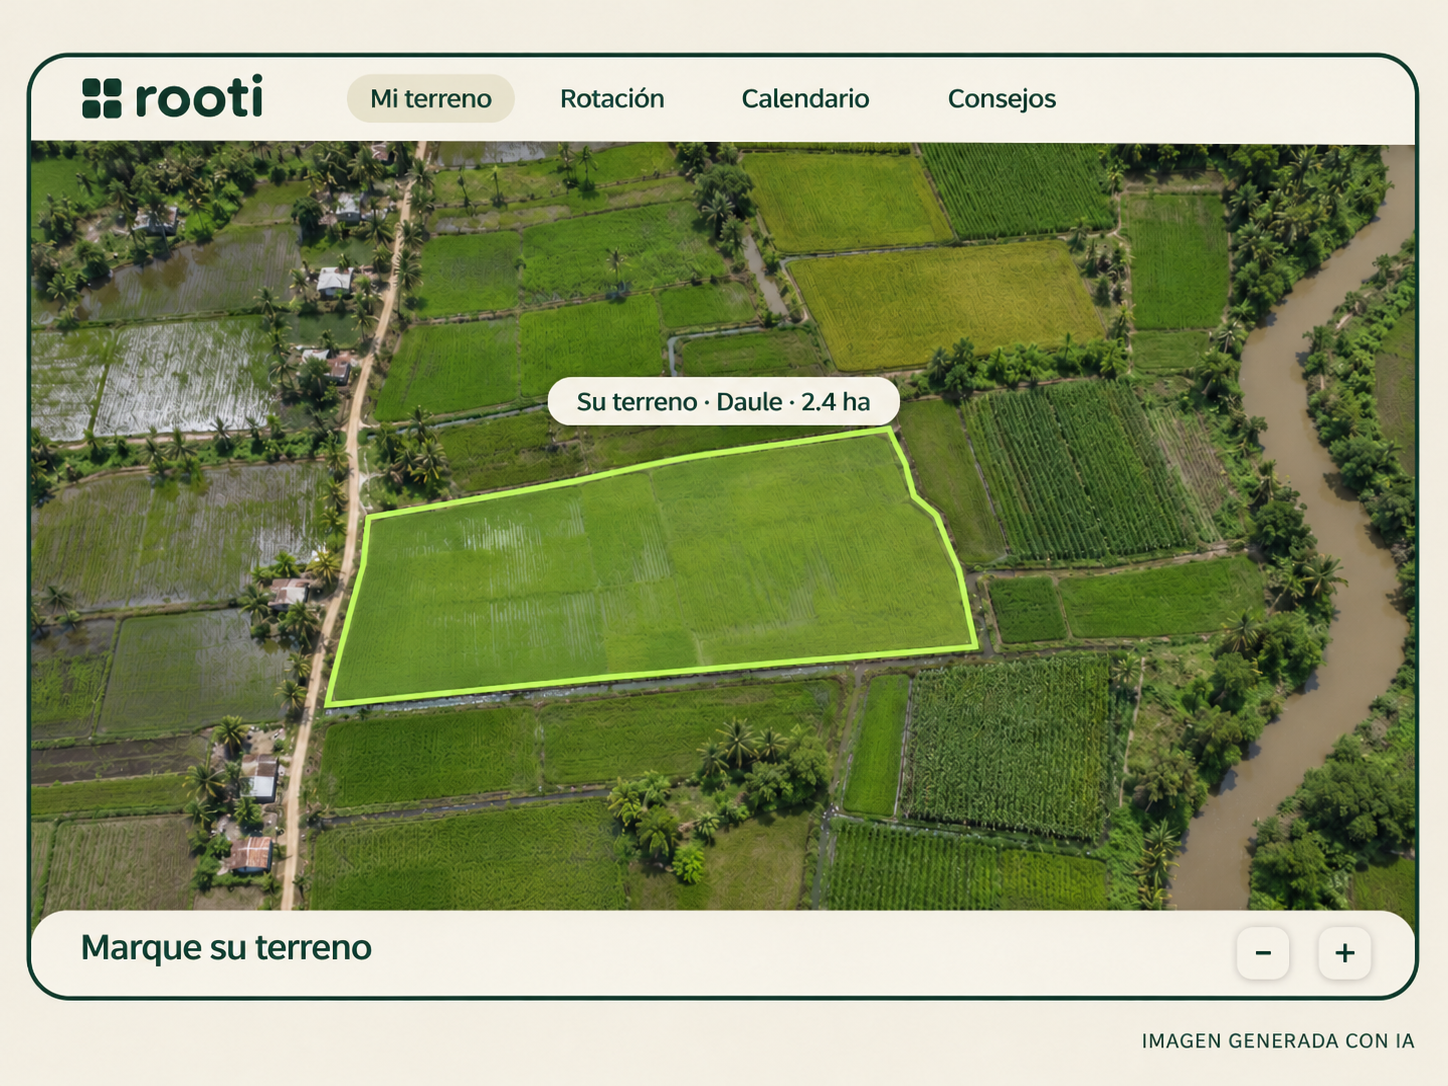 rooti
Mi terreno
Rotación
Calendario
Consejos
Su terreno · Daule · 2.4 ha
Marque su terreno
- +
IMAGEN GENERADA CON IA